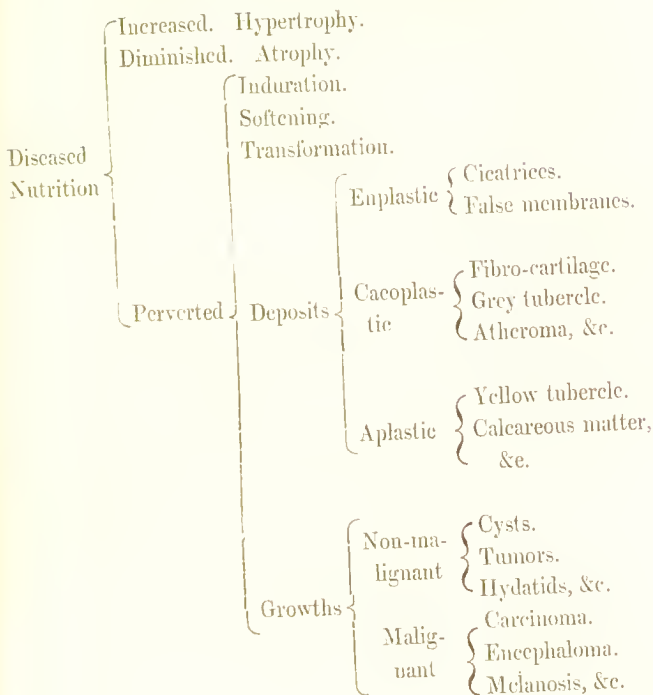 Increased. Hypertrophy.
Diminished. Atrophy.
Induration.
Softening.
Transformation.
Diseased
Nutrition
Perverted
Deposits
Euplastic
Cicatrices.
False membranes.
Cacoplas-
tic
Fibro-cartilage.
Grey tubercle.
Atheroma, &c.
Aplastic
Yellow tubercle.
Calcareous matter,
&c.
Growths
Non-ma-
lignant
Cysts.
Tumors.
Hydatids, &c.
Malig-
nant
Carcinoma.
Encephaloma.
Melanosis, &c.